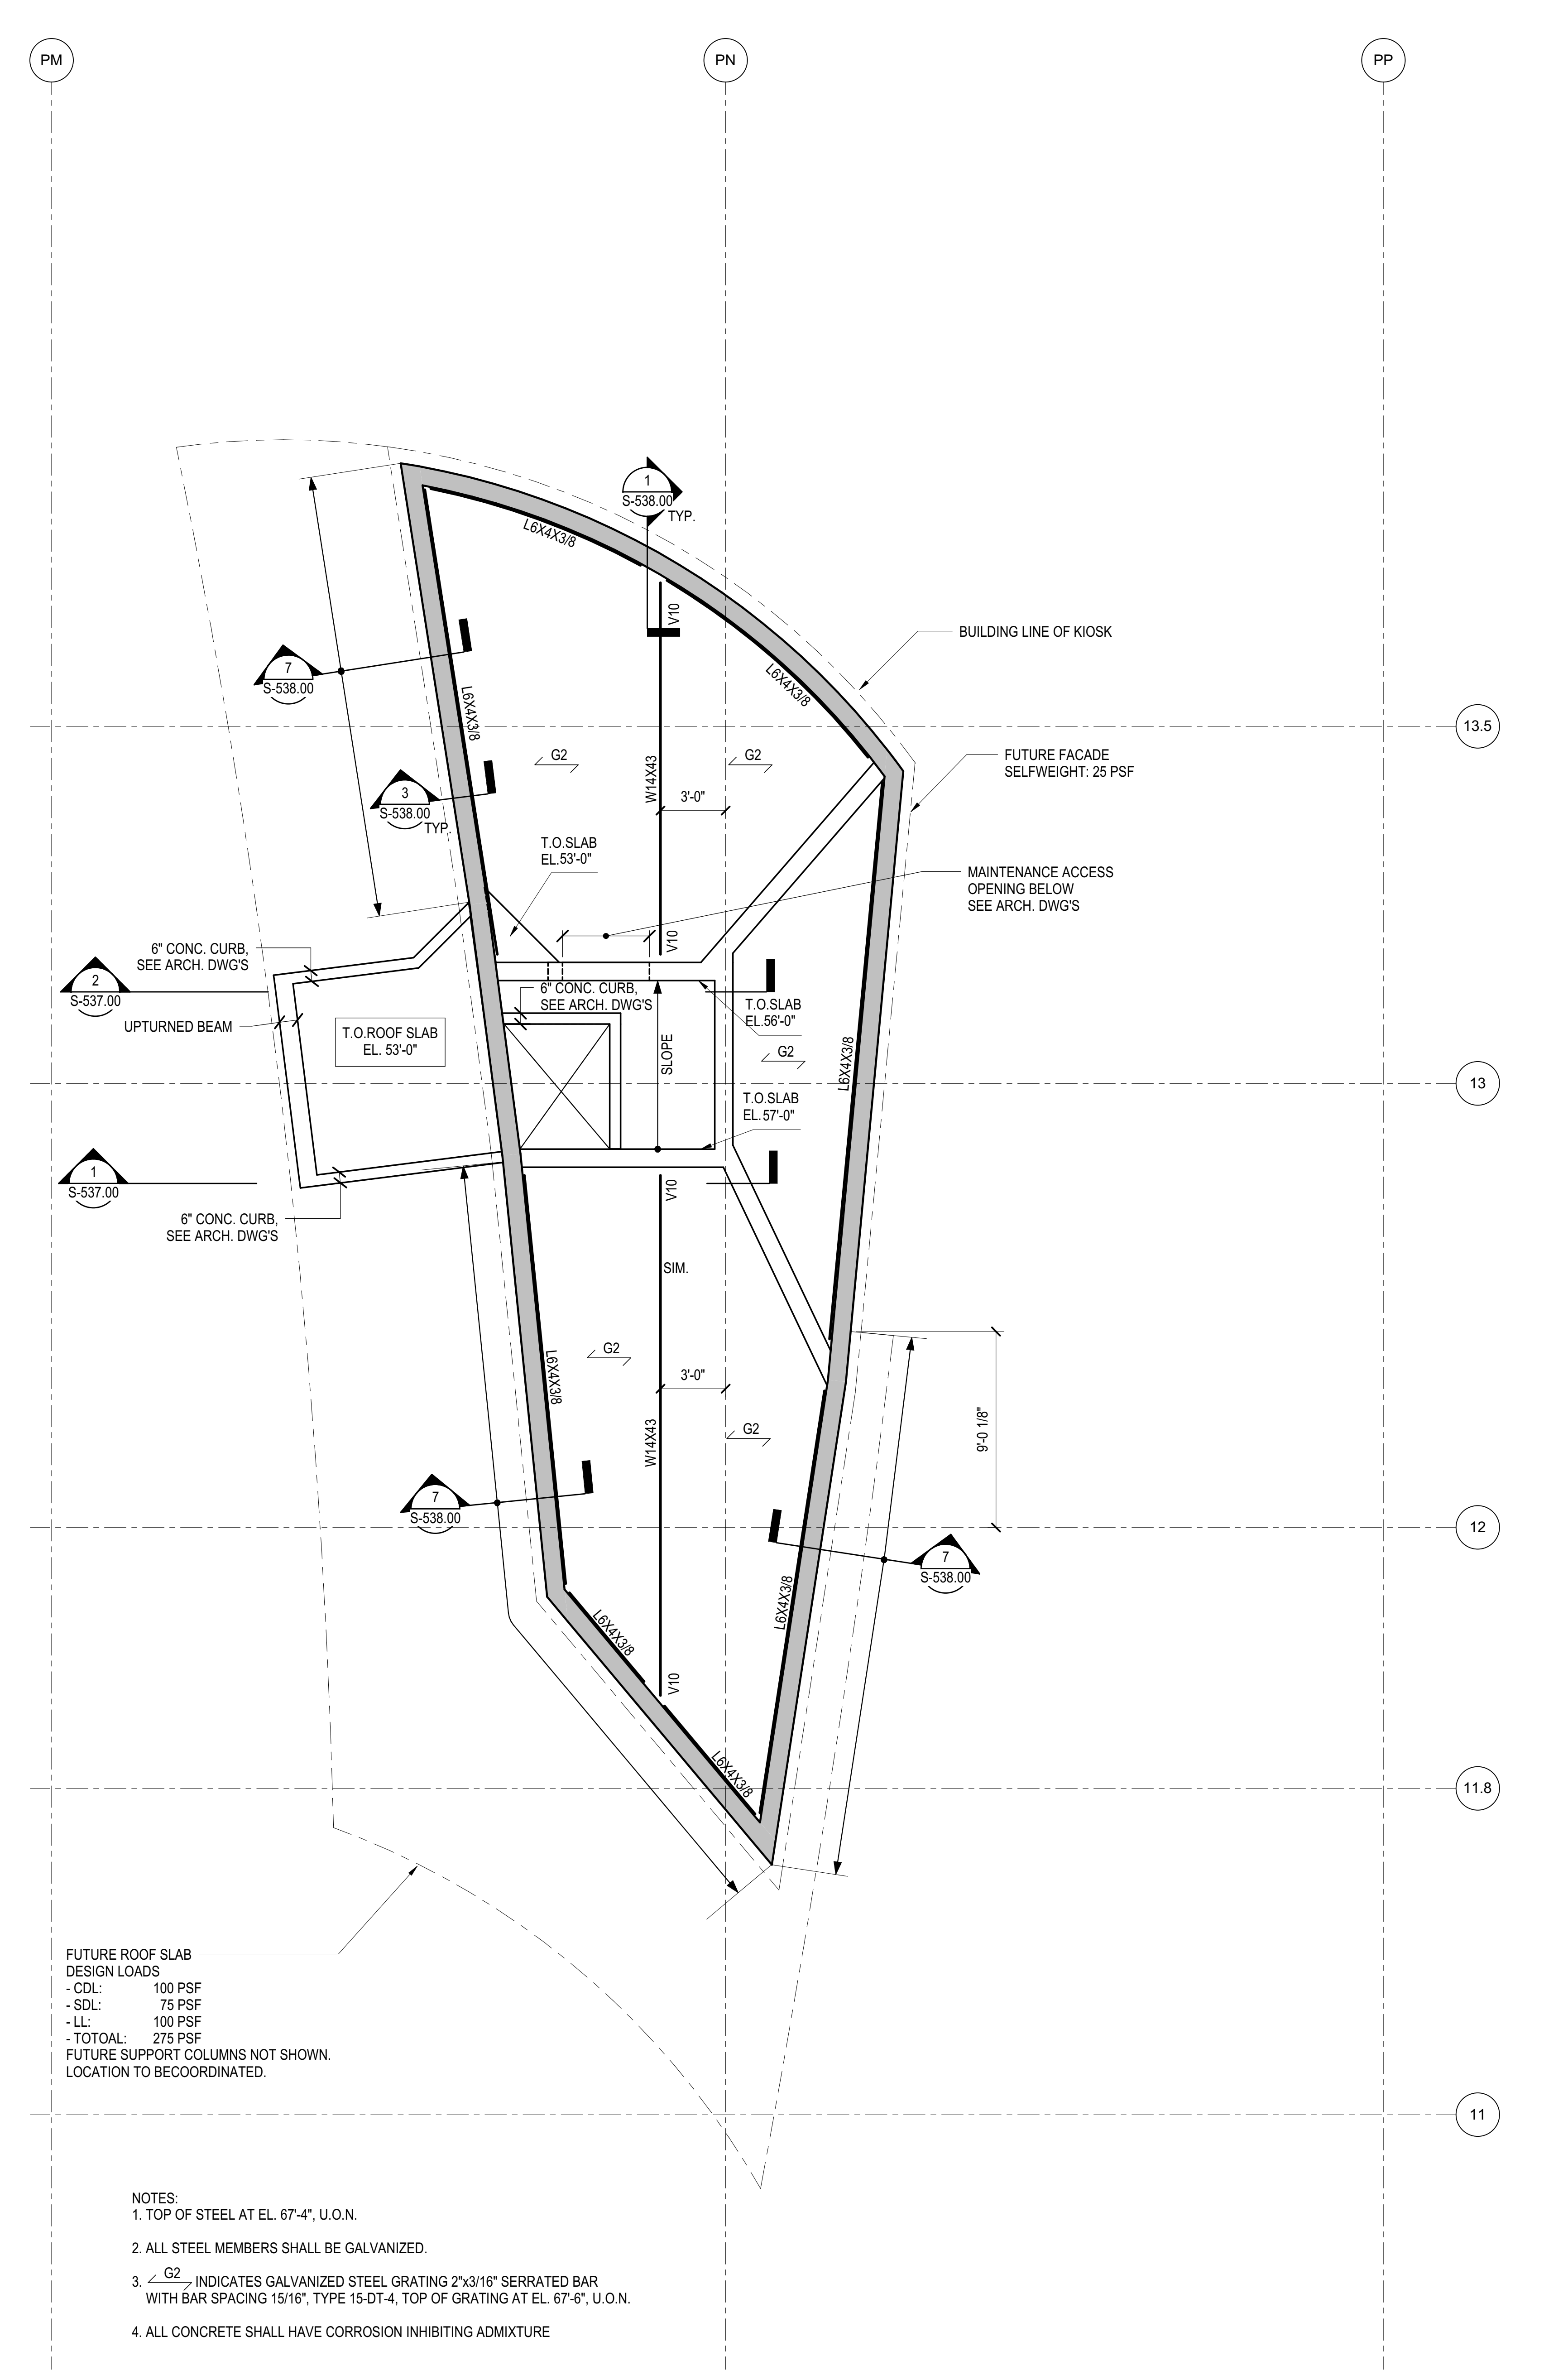 PM
PN
PP
1
S-538.00
TYP.
L6X4X3/8
V10
BUILDING LINE OF KIOSK
7
S-538.00
L6X4X3/8
L6X4X3/8
13.5
G2
G2
FUTURE FACADE
SELFWEIGHT: 25 PSF
W14X43
3'-0"
3
S-538.00
TYP.
T.O.SLAB
EL.53'-0"
MAINTENANCE ACCESS
OPENING BELOW
SEE ARCH. DWG'S
V10
6" CONC. CURB,
SEE ARCH. DWG'S
2
S-537.00
6" CONC. CURB,
SEE ARCH. DWG'S
T.O.SLAB
EL.56'-0"
UPTURNED BEAM
T.O.ROOF SLAB
EL. 53'-0"
SLOPE
G2
L6X4X3/8
13
T.O.SLAB
EL.57'-0"
1
S-537.00
V10
6" CONC. CURB,
SEE ARCH. DWG'S
SIM.
G2
L6X4X3/8
3'-0"
W14X43
G2
9'-0 1/8"
7
S-538.00
12
7
S-538.00
L6X4X3/8
L6X4X3/8
V10
L6X4X3/8
11.8
FUTURE ROOF SLAB
DESIGN LOADS
- CDL: 100 PSF
- SDL: 75 PSF
- LL: 100 PSF
- TOTOAL: 275 PSF
FUTURE SUPPORT COLUMNS NOT SHOWN.
LOCATION TO BECOORDINATED.
11
NOTES:
1. TOP OF STEEL AT EL. 67'-4", U.O.N.
2. ALL STEEL MEMBERS SHALL BE GALVANIZED.
3. G2 INDICATES GALVANIZED STEEL GRATING 2"x3/16" SERRATED BAR
WITH BAR SPACING 15/16", TYPE 15-DT-4, TOP OF GRATING AT EL. 67'-6", U.O.N.
4. ALL CONCRETE SHALL HAVE CORROSION INHIBITING ADMIXTURE